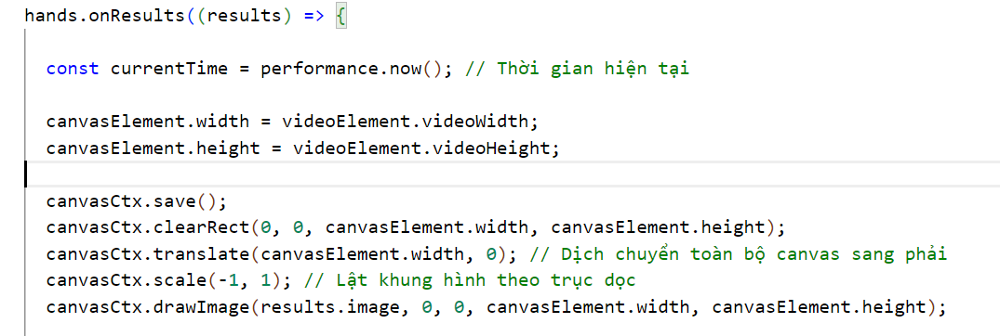 hands.onResults((results) => {
const currentTime = performance.now(); // Thời gian hiện tại
canvasElement.width = videoElement.videoWidth;
canvasElement.height = videoElement.videoHeight;
canvasCtx.save();
canvasCtx.clearRect(0, 0, canvasElement.width, canvasElement.height);
canvasCtx.translate(canvasElement.width, 0); // Dịch chuyển toàn bộ canvas sang phải
canvasCtx.scale(-1, 1); // Lật khung hình theo trục dọc
canvasCtx.drawImage(results.image, 0, 0, canvasElement.width, canvasElement.height);